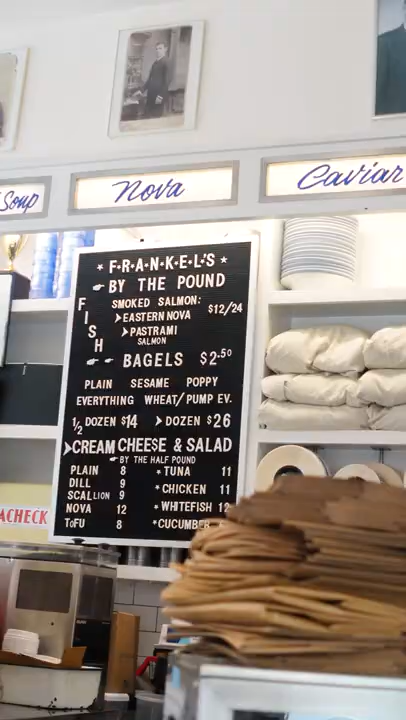 Soup
Nova
Caviar
* F·R·A·N·K·E·L'S *
BY THE POUND
FISH
SMOKED SALMON:
EASTERN NOVA $12/24
PASTRAMI
SALMON
BAGELS $2.50
PLAIN SESAME POPPY
EVERYTHING WHEAT/PUMP EV.
1/2 DOZEN $14 DOZEN $26
CREAM CHEESE & SALAD
BY THE HALF POUND
PLAIN 8 *TUNA 11
DILL 9 *CHICKEN 11
SCALLION 9 *WHITEFISH 12
NOVA 12 *CUCUMBER
TOFU 8
ACHECK